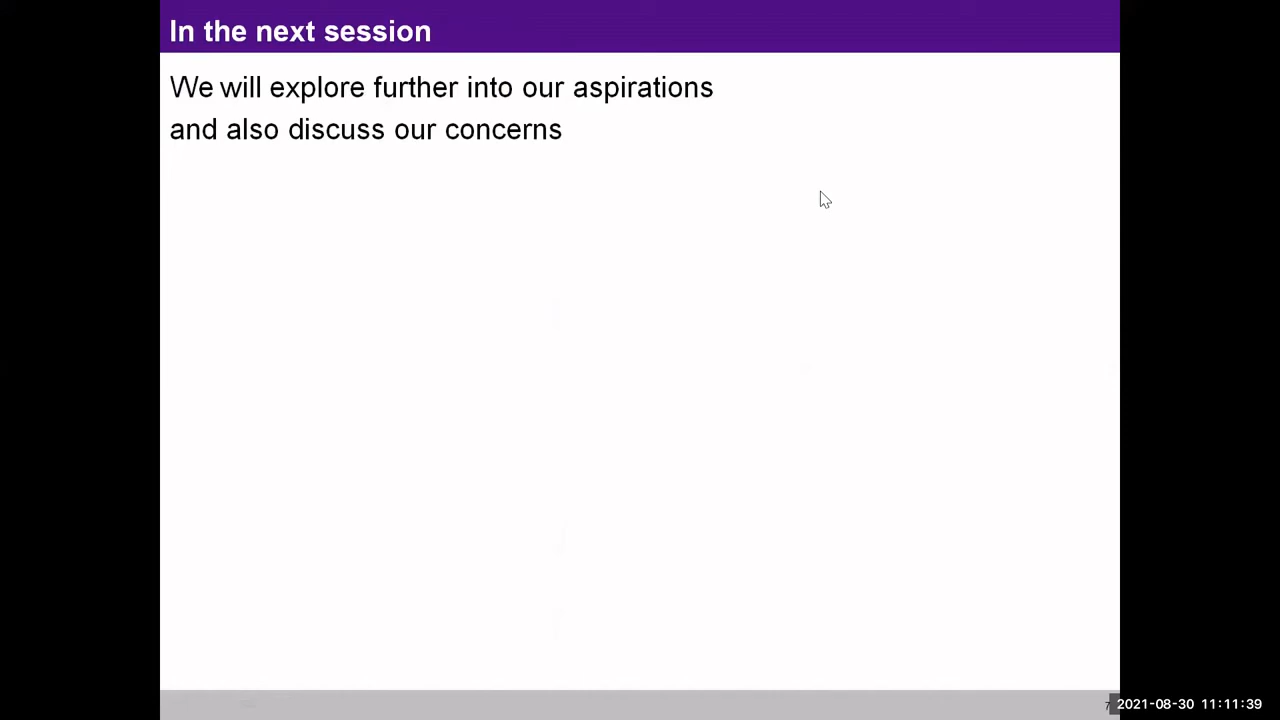 In the next session
We will explore further into our aspirations
and also discuss our concerns
7
2021-08-30 11:11:39